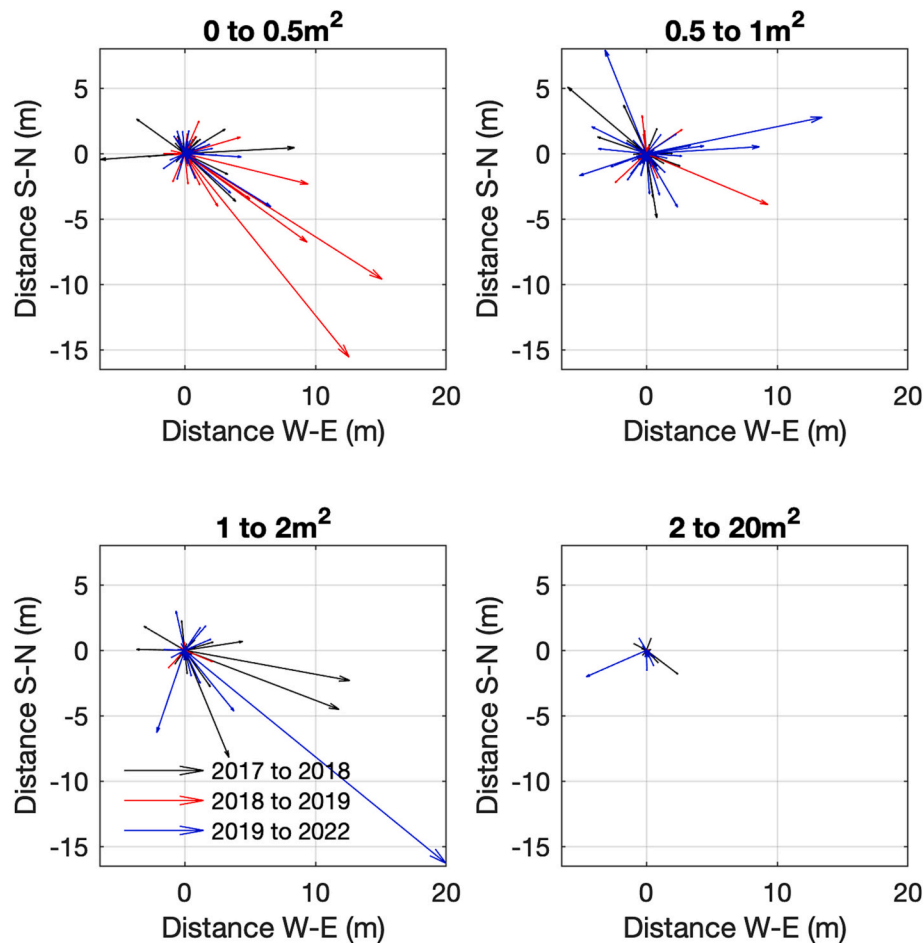 0 to 0.5m²
5
0
-5
-10
-15
Distance S-N (m)
0 10 20
Distance W-E (m)
0.5 to 1m²
5
0
-5
-10
-15
Distance S-N (m)
0 10 20
Distance W-E (m)
1 to 2m²
5
0
-5
-10
-15
Distance S-N (m)
2017 to 2018
2018 to 2019
2019 to 2022
0 10 20
Distance W-E (m)
2 to 20m²
5
0
-5
-10
-15
Distance S-N (m)
0 10 20
Distance W-E (m)